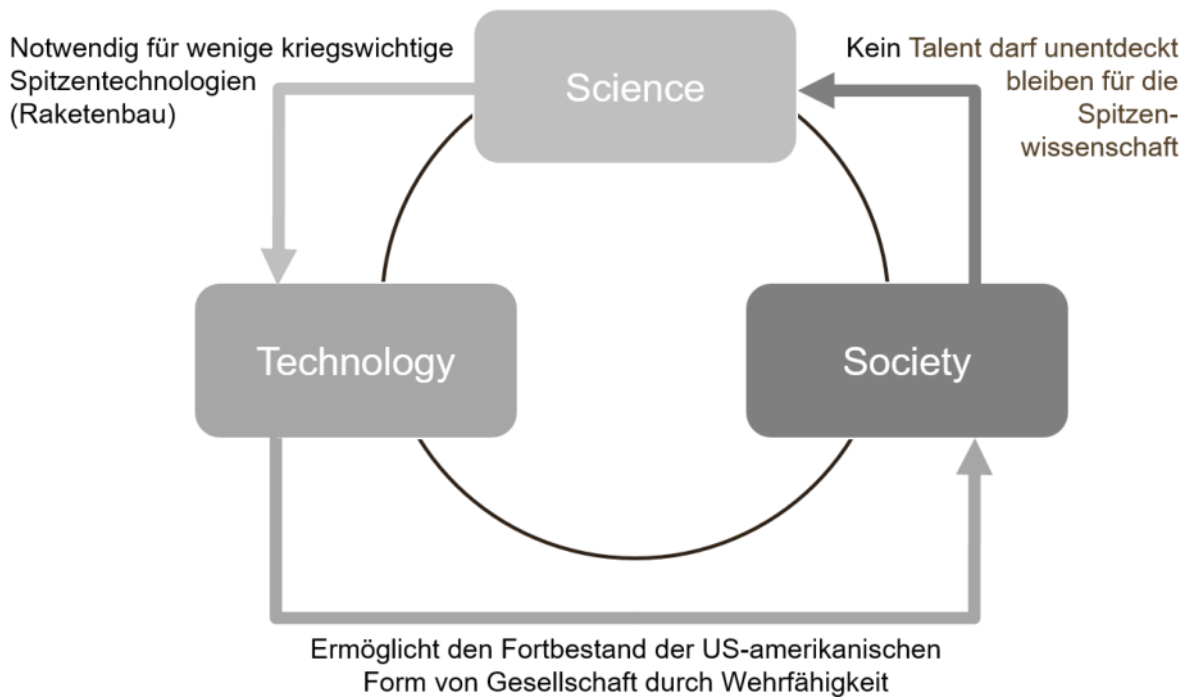 Notwendig für wenige kriegswichtige
Spitzentechnologien
(Raketenbau)
Science
Kein Talent darf unentdeckt
bleiben für die
Spitzen-
wissenschaft
Technology
Society
Ermöglicht den Fortbestand der US-amerikanischen
Form von Gesellschaft durch Wehrfähigkeit